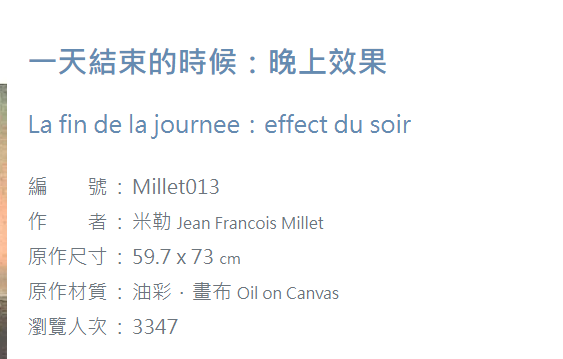 一天結束的時候：晚上效果
La fin de la journee：effect du soir
編　　號：Millet013
作　　者：米勒 Jean Francois Millet
原作尺寸：59.7 x 73 cm
原作材質：油彩．畫布 Oil on Canvas
瀏覽人次：3347